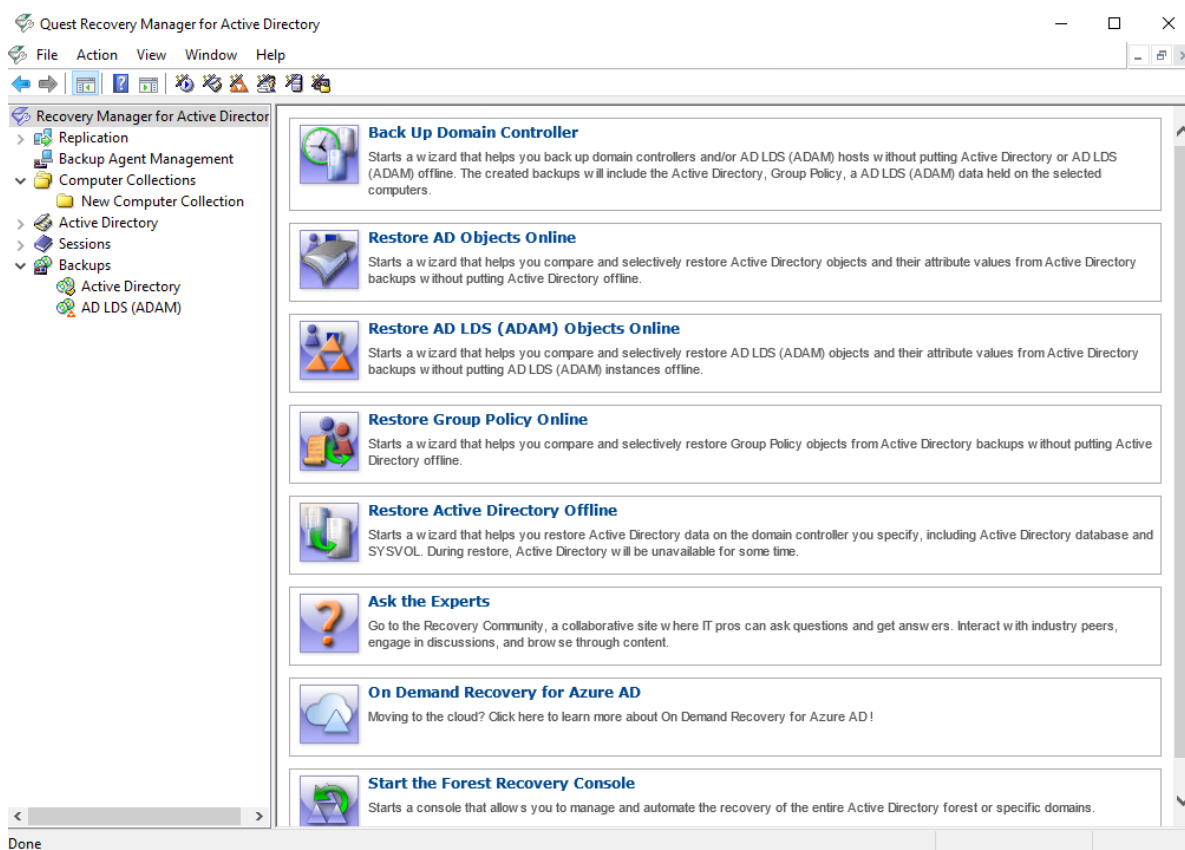 Quest Recovery Manager for Active Directory
File Action View Window Help
Recovery Manager for Active Director
Replication
Backup Agent Management
Computer Collections
New Computer Collection
Active Directory
Sessions
Backups
Active Directory
AD LDS (ADAM)
Back Up Domain Controller
Starts a wizard that helps you back up domain controllers and/or AD LDS (ADAM) hosts without putting Active Directory or AD LDS
(ADAM) offline. The created backups will include the Active Directory, Group Policy, a AD LDS (ADAM) data held on the selected
computers.
Restore AD Objects Online
Starts a wizard that helps you compare and selectively restore Active Directory objects and their attribute values from Active Directory
backups without putting Active Directory offline.
Restore AD LDS (ADAM) Objects Online
Starts a wizard that helps you compare and selectively restore AD LDS (ADAM) objects and their attribute values from Active Directory
backups without putting AD LDS (ADAM) instances offline.
Restore Group Policy Online
Starts a wizard that helps you compare and selectively restore Group Policy objects from Active Directory backups without putting Active
Directory offline.
Restore Active Directory Offline
Starts a wizard that helps you restore Active Directory data on the domain controller you specify, including Active Directory database and
SYSVOL. During restore, Active Directory will be unavailable for some time.
Ask the Experts
Go to the Recovery Community, a collaborative site where IT pros can ask questions and get answers. Interact with industry peers,
engage in discussions, and browse through content.
On Demand Recovery for Azure AD
Moving to the cloud? Click here to learn more about On Demand Recovery for Azure AD!
Start the Forest Recovery Console
Starts a console that allows you to manage and automate the recovery of the entire Active Directory forest or specific domains.
Done